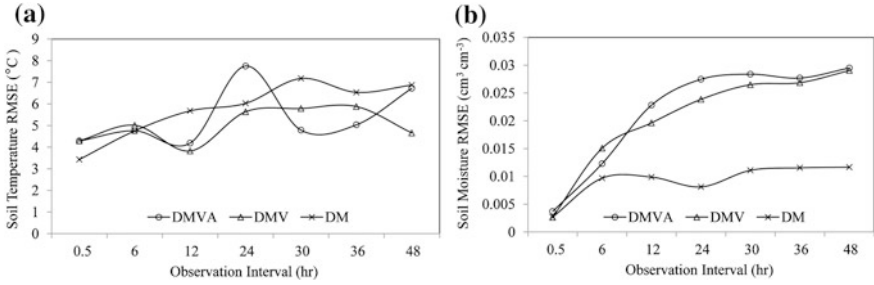 (a)
Soil Temperature RMSE (°C)
9
8
7
6
5
4
3
2
1
0
DMVA DMV DM
0.5 6 12 24 30 36 48
Observation Interval (hr)
(b)
Soil Moisture RMSE (cm³ cm⁻³)
0.035
0.03
0.025
0.02
0.015
0.01
0.005
0
DMVA DMV DM
0.5 6 12 24 30 36 48
Observation Interval (hr)